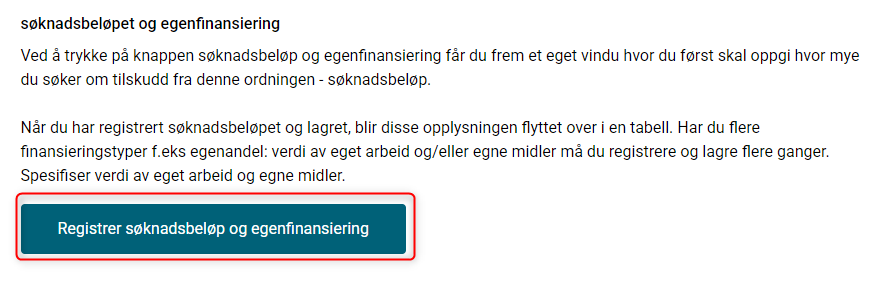 søknadsbeløpet og egenfinansiering
Ved å trykke på knappen søknadsbeløp og egenfinansiering får du frem et eget vindu hvor du først skal oppgi hvor mye
du søker om tilskudd fra denne ordningen - søknadsbeløp.
Når du har registrert søknadsbeløpet og lagret, blir disse opplysningen flyttet over i en tabell. Har du flere
finansieringstyper f.eks egenandel: verdi av eget arbeid og/eller egne midler må du registrere og lagre flere ganger.
Spesifiser verdi av eget arbeid og egne midler.
Registrer søknadsbeløp og egenfinansiering